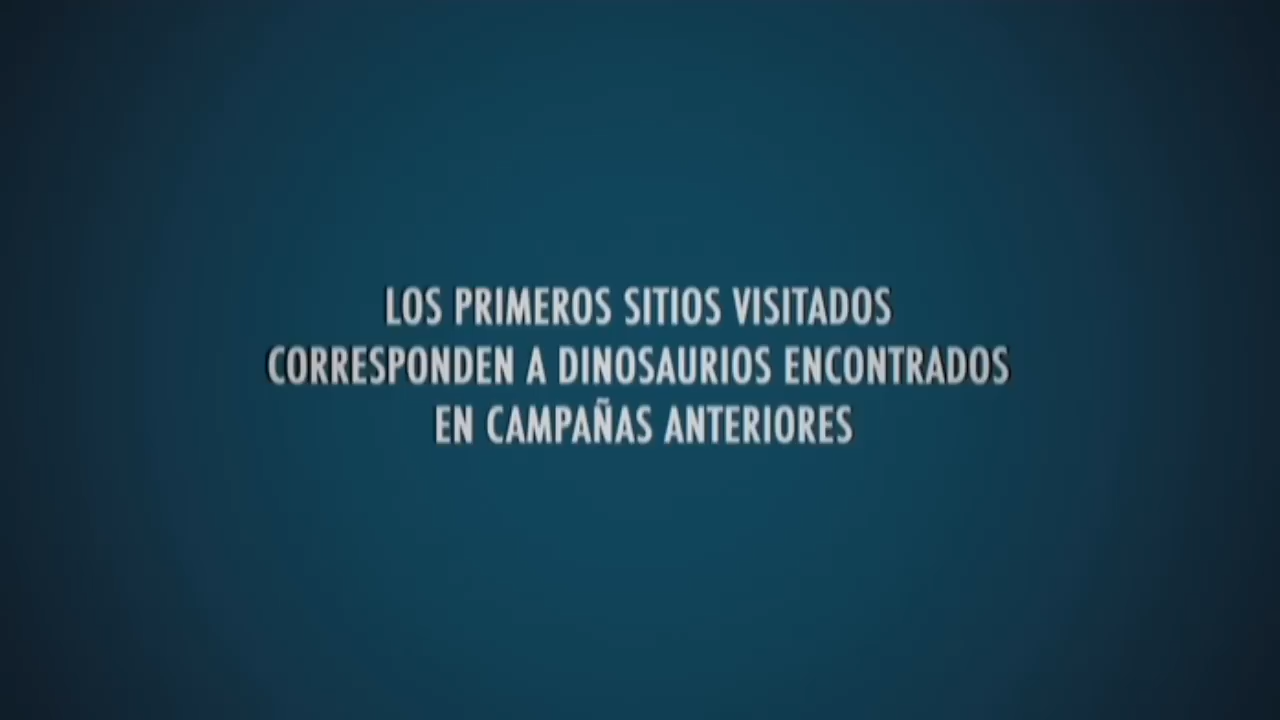 LOS PRIMEROS SITIOS VISITADOS
CORRESPONDEN A DINOSAURIOS ENCONTRADOS
EN CAMPAÑAS ANTERIORES